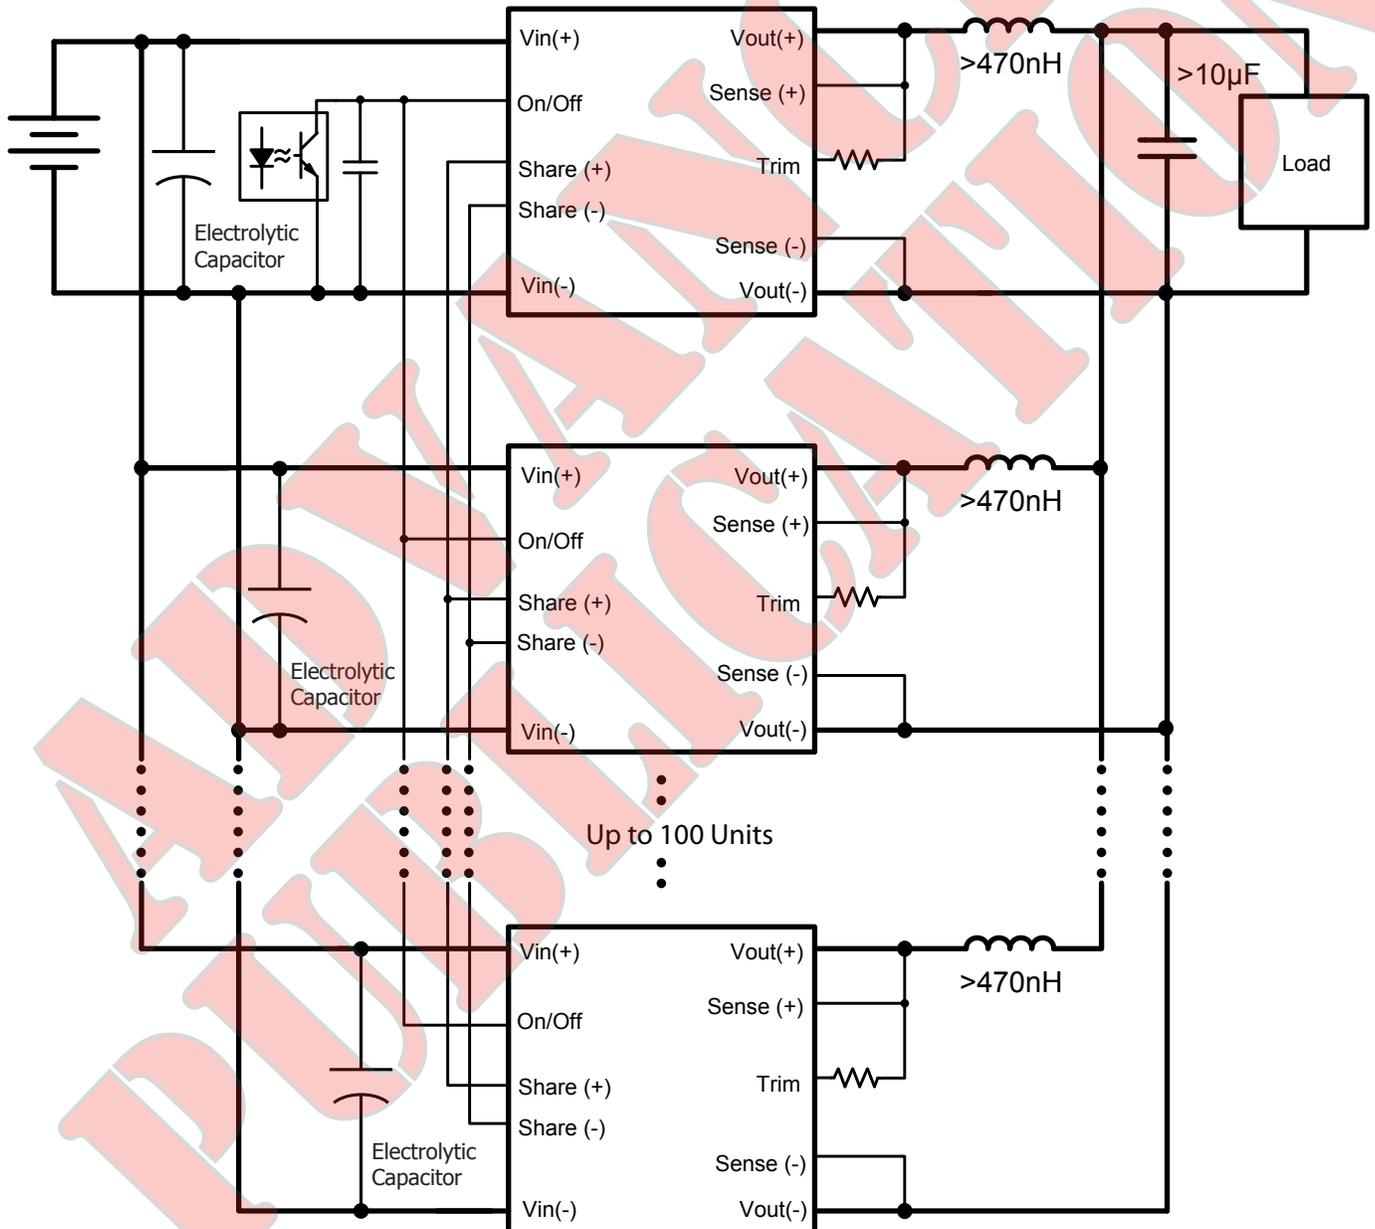 Vin(+)
On/Off
Share (+)
Share (-)
Vin(-)
Vout(+)
Sense (+)
Trim
Sense (-)
Vout(-)
>470nH
>10µF
Load
Electrolytic
Capacitor
Vin(+)
On/Off
Share (+)
Share (-)
Vin(-)
Vout(+)
Sense (+)
Trim
Sense (-)
Vout(-)
>470nH
Electrolytic
Capacitor
Up to 100 Units
Vin(+)
On/Off
Share (+)
Share (-)
Vin(-)
Vout(+)
Sense (+)
Trim
Sense (-)
Vout(-)
>470nH
Electrolytic
Capacitor
ADVANC
PUBLICATION